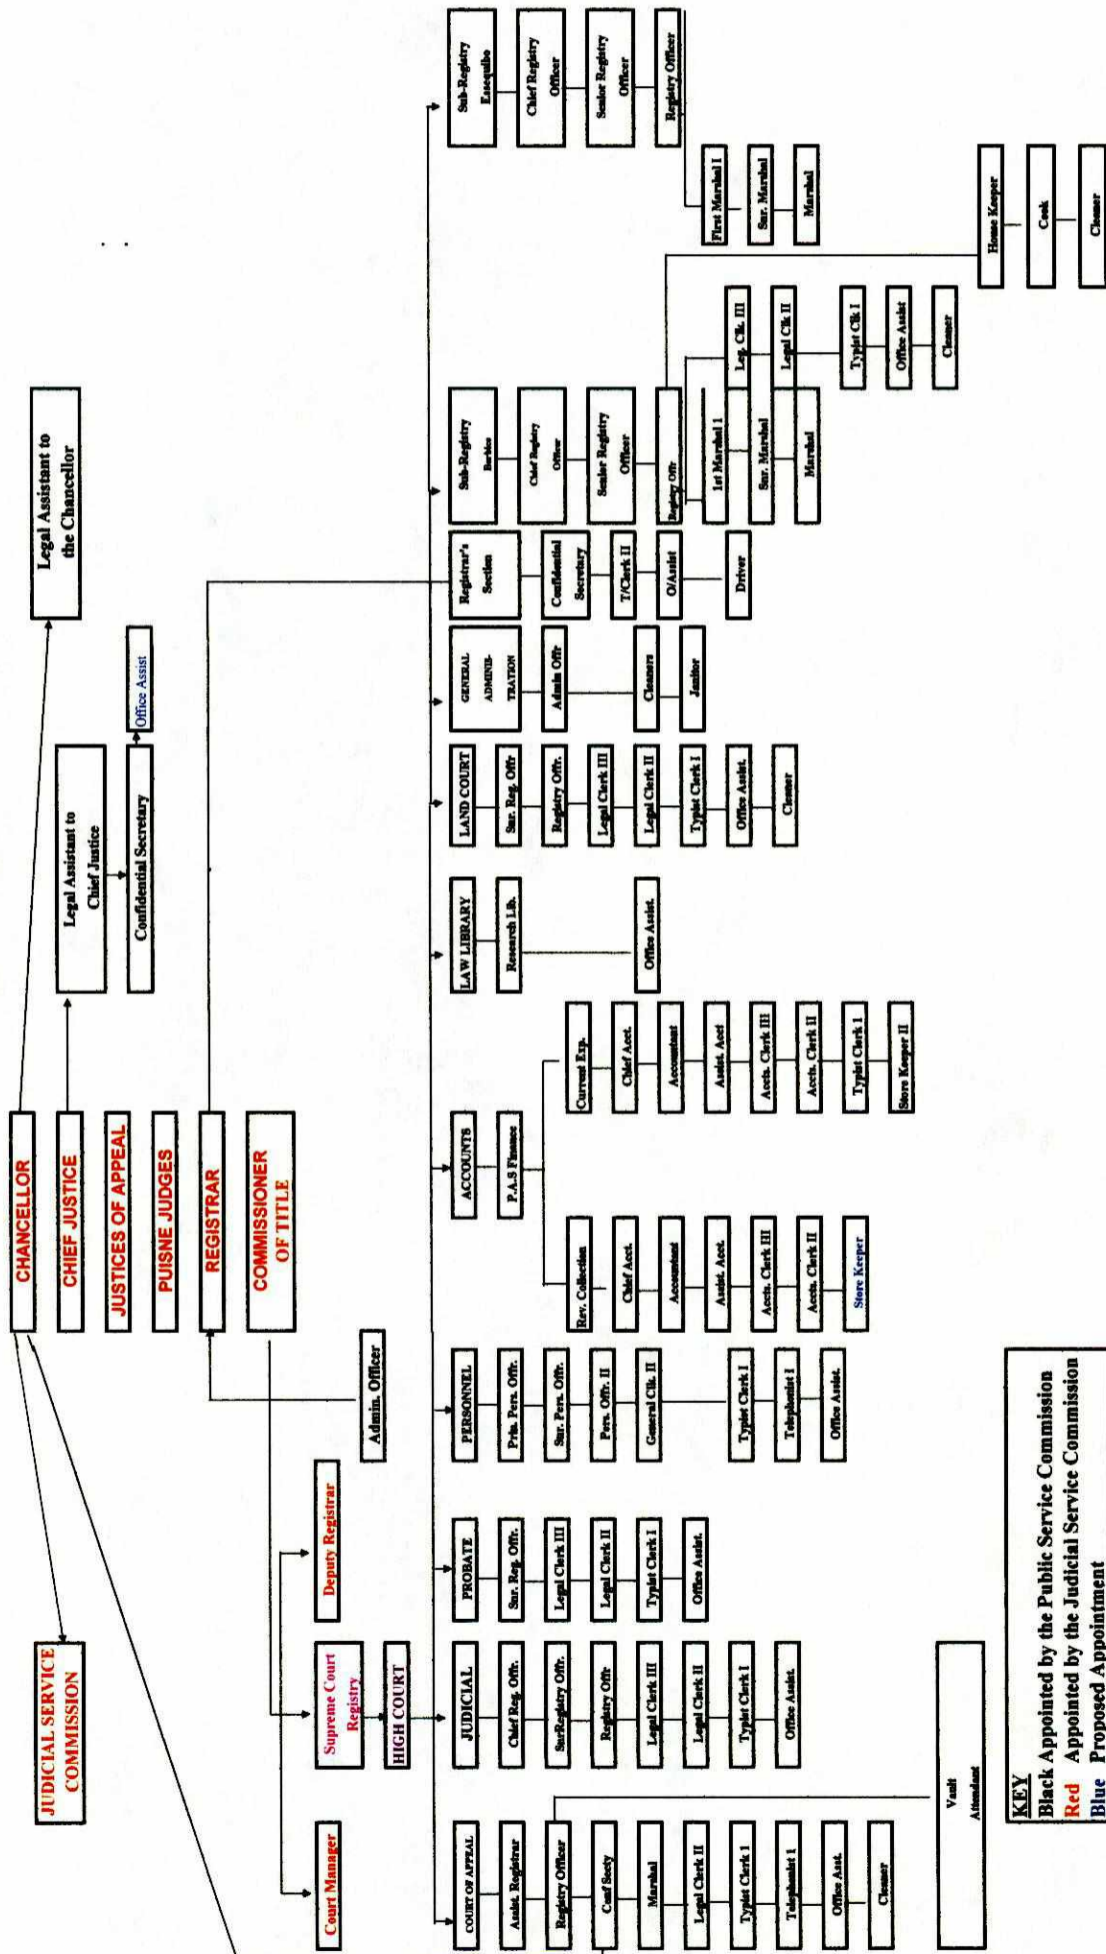 CHANCELLOR
CHIEF JUSTICE
JUSTICES OF APPEAL
PUISNE JUDGES
REGISTRAR
COMMISSIONER
OF TITLE
JUDICIAL SERVICE
COMMISSION
Legal Assistant to
the Chancellor
Legal Assistant to
Chief Justice
Confidential Secretary
Office Assist
Court Manager
Supreme Court
Registry
HIGH COURT
Deputy Registrar
Admin. Officer
COURT OF APPEAL
Assist. Registrar
Registry Officer
Conf Secty
Marshal
Legal Clerk II
Typist Clerk 1
Telephonist 1
Office Asst.
Cleaner
Vault
Attendant
JUDICIAL
Chief Reg. Offr.
SnrRegistry Offr.
Registry Offr
Legal Clerk III
Legal Clerk II
Typist Clerk I
Office Assist.
PROBATE
Snr. Reg. Offr.
Legal Clerk III
Legal Clerk II
Typist Clerk I
Office Assist.
PERSONNEL
Prin. Pers. Offr.
Snr. Pers. Offr.
Pers. Offr. II
General Clk. II
Typist Clerk I
Telephonist I
Office Assist.
ACCOUNTS
P.A.S Finance
Rev. Collection
Chief Acct.
Accountant
Assist. Acct.
Accts. Clerk III
Accts. Clerk II
Store Keeper
Current Exp.
Chief Acct.
Accountant
Assist. Acct
Accts. Clerk III
Accts. Clerk II
Typist Clerk 1
Store Keeper II
LAW LIBRARY
Research Lib.
Office Assist.
LAND COURT
Snr. Reg. Offr
Registry Offr.
Legal Clerk III
Legal Clerk II
Typist Clerk I
Office Assist.
Cleaner
GENERAL
ADMINIS-
TRATION
Admin Offr
Cleaners
Janitor
Registrar's
Section
Confidential
Secretary
T/Clerk II
O/Assist
Driver
Sub-Registry
Berbice
Chief Registry
Officer
Senior Registry
Officer
Registry Offr
1st Marshal 1
Snr. Marshal
Marshal
Leg. Clk. III
Legal Clk II
Typist Clk I
Office Assist
Cleaner
House Keeper
Cook
Cleaner
Sub-Registry
Essequibo
Chief Registry
Officer
Senior Registry
Officer
Registry Officer
First Marshal I
Snr. Marshal
Marshal
KEY
Black Appointed by the Public Service Commission
Red Appointed by the Judicial Service Commission
Blue Proposed Appointment